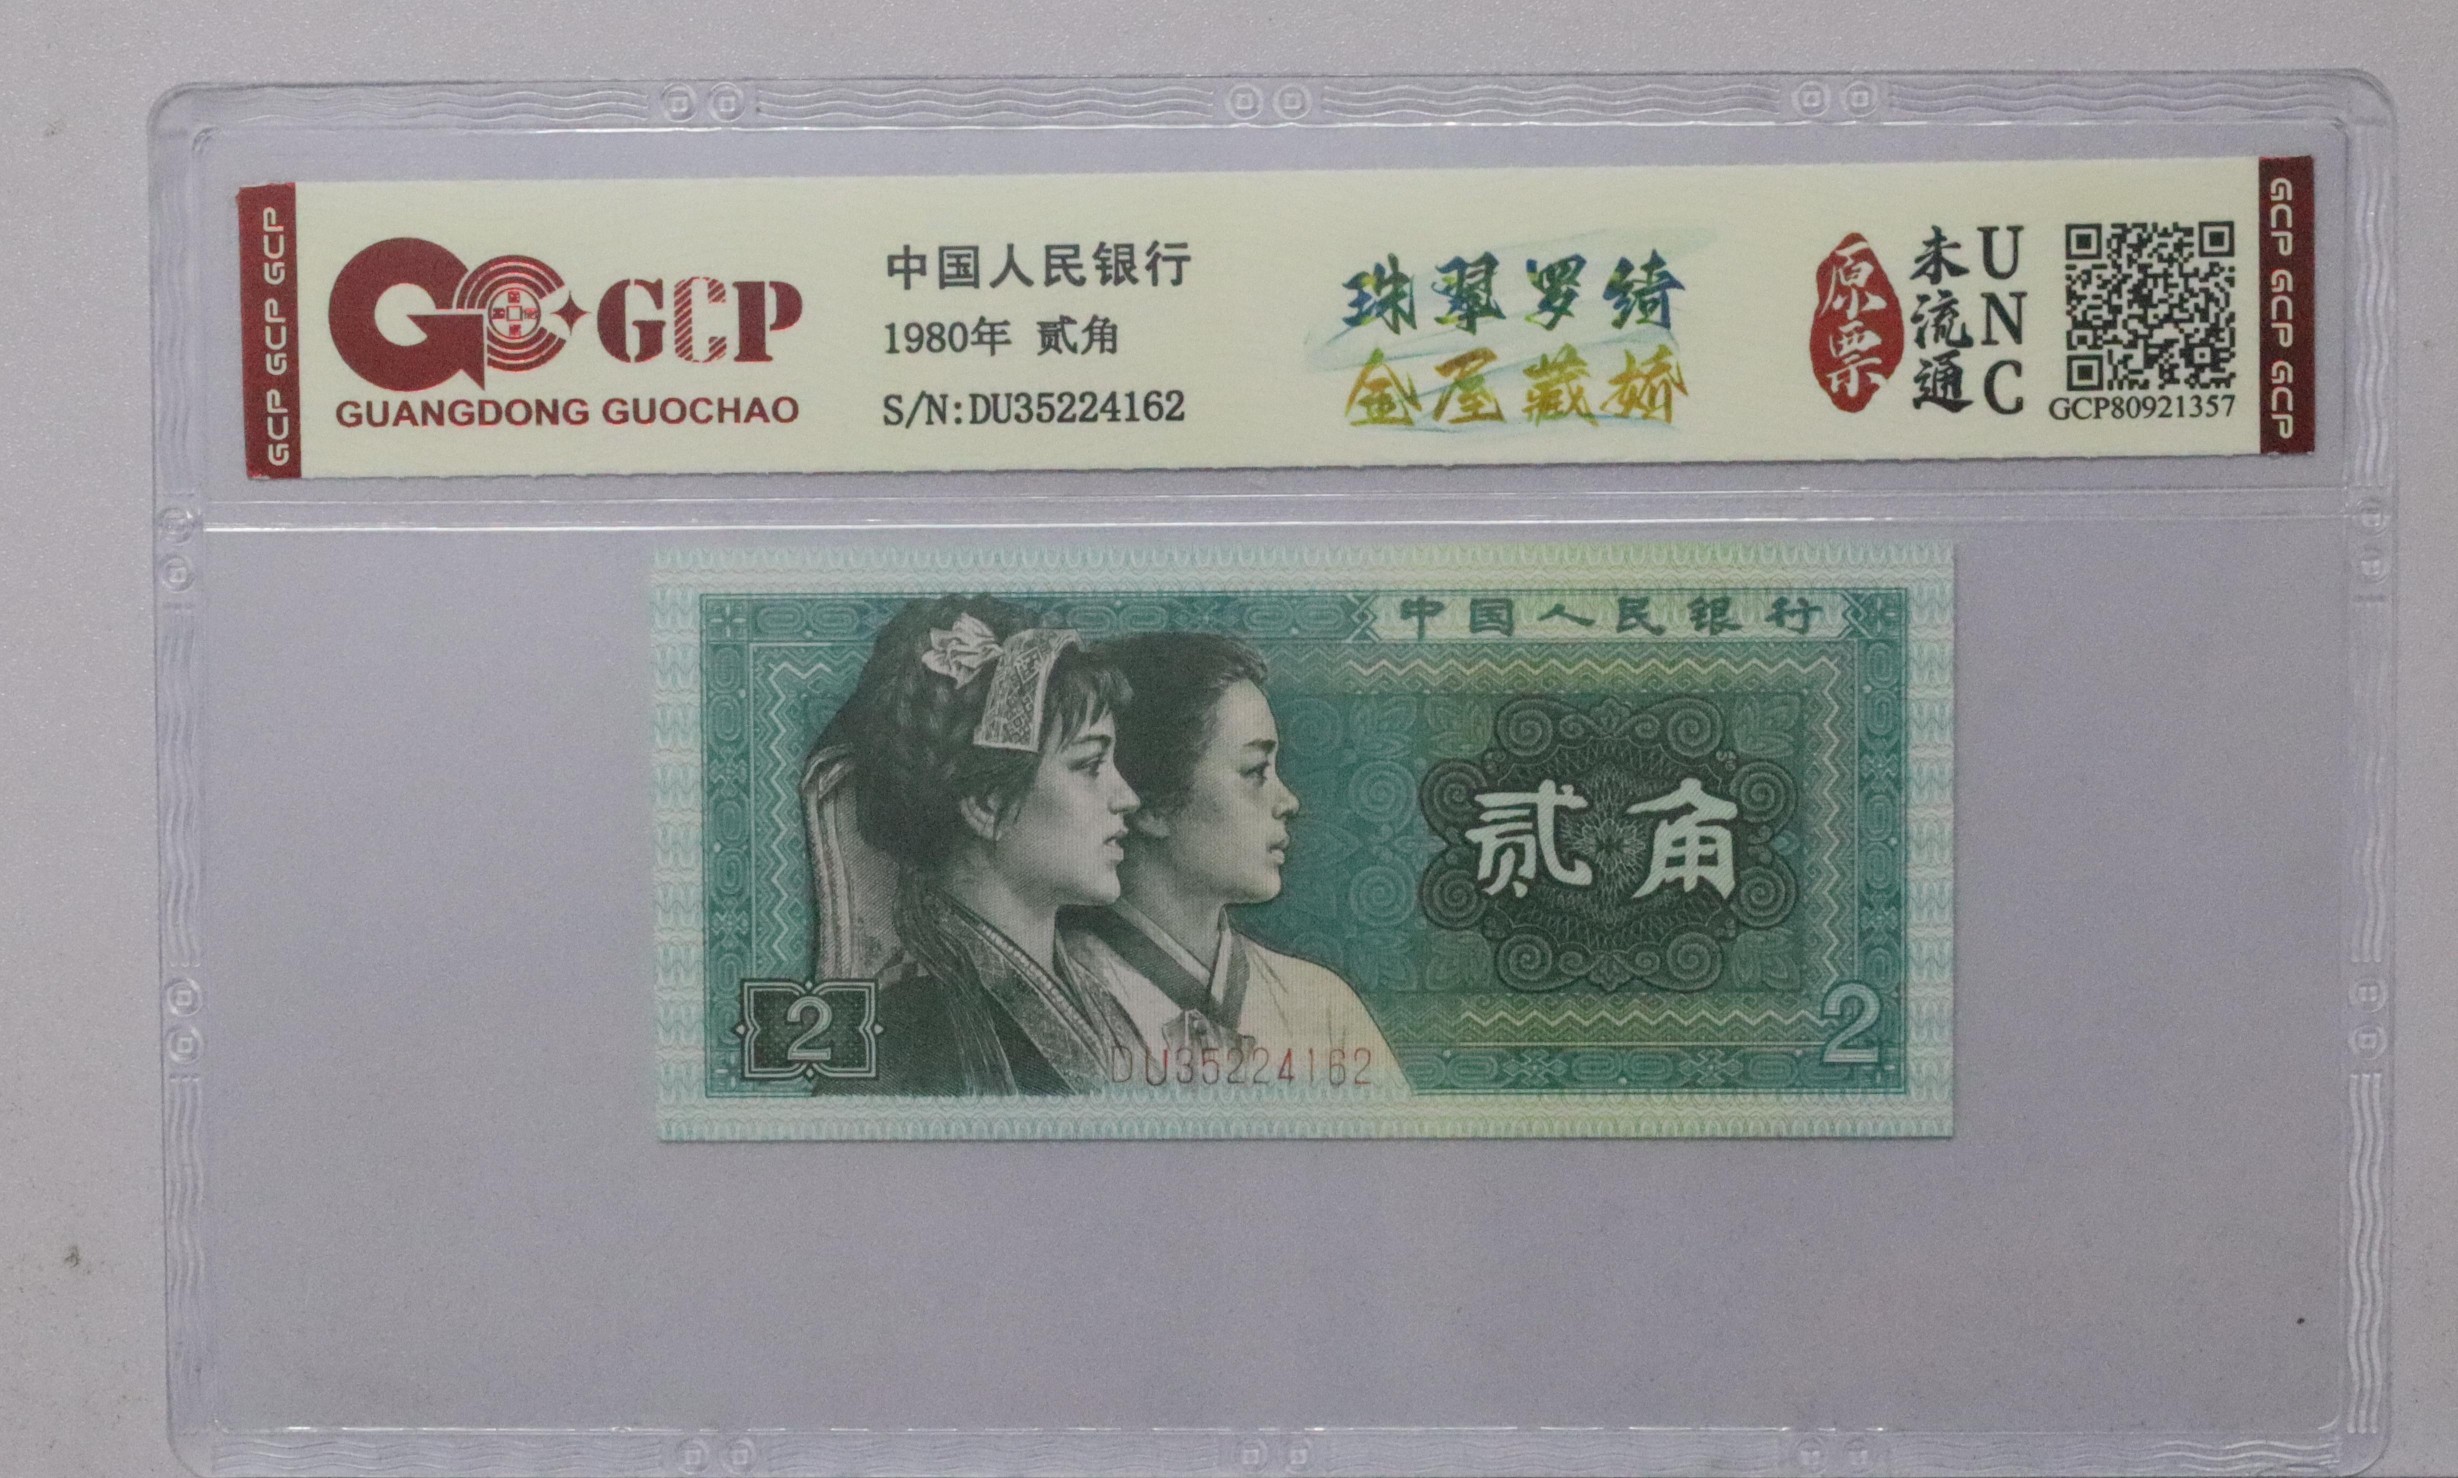 GCP GCP GCP
GCP
GUANGDONG GUOCHAO
中国人民银行
1980年 贰角
S/N:DU35224162
珠翠罗绮
金屋藏娇
原票
未流通
UNC
GCP80921357
GCP GCP GCP
中国人民银行
贰角
2
2
DU35224162